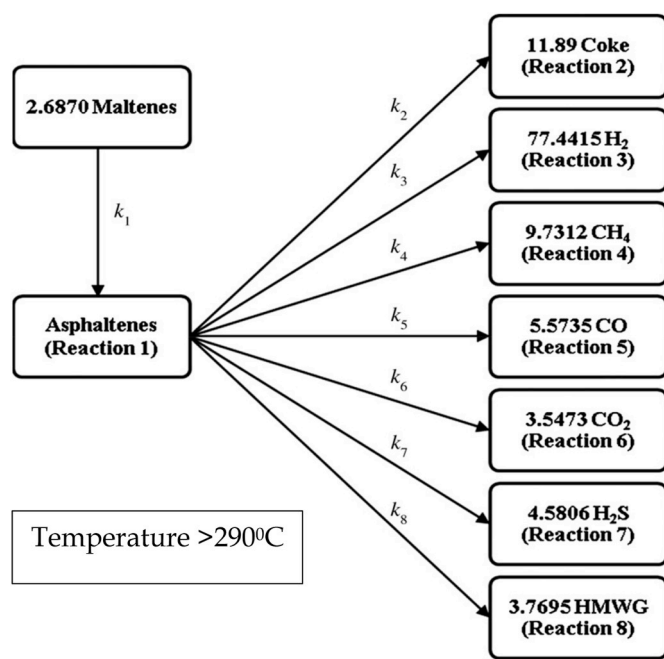 2.6870 Maltenes
k₁
Asphaltenes
(Reaction 1)
k₂
k₃
k₄
k₅
k₆
k₇
k₈
11.89 Coke
(Reaction 2)
77.4415 H₂
(Reaction 3)
9.7312 CH₄
(Reaction 4)
5.5735 CO
(Reaction 5)
3.5473 CO₂
(Reaction 6)
4.5806 H₂S
(Reaction 7)
3.7695 HMWG
(Reaction 8)
Temperature >290⁰C